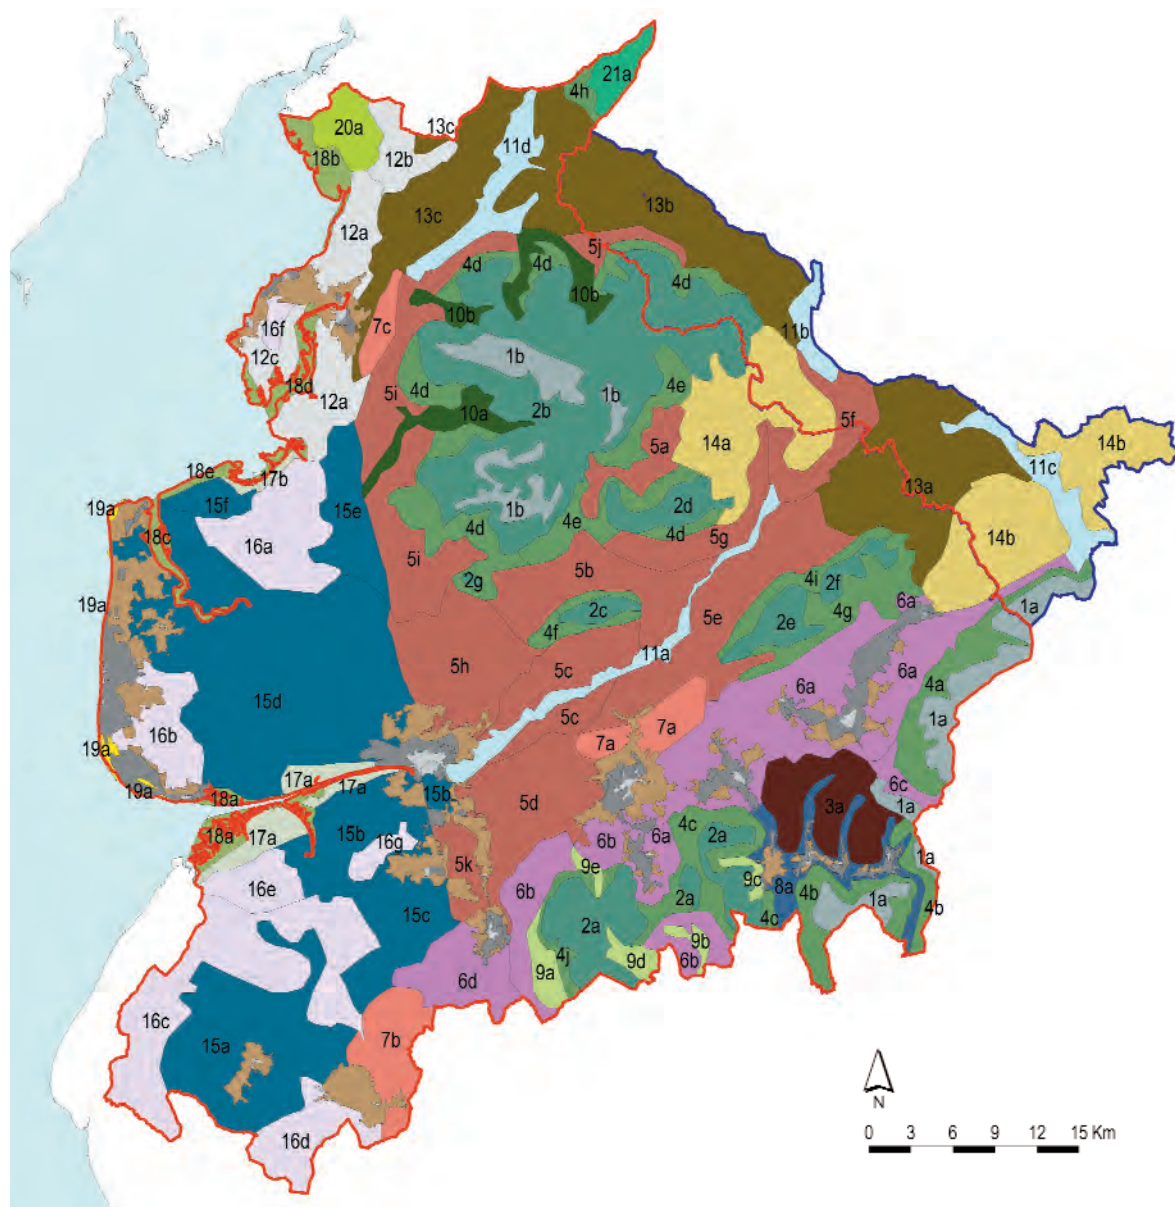 21a
4h
20a
13c
12b
11d
18b
13b
12a
13c
5j
4d
4d
4d
10b
10b
7c
16f
11b
12c
1b
18d
4d
4e
1b
5i
12a
10a
2b
5f
5a
14a
14b
11c
18e
17b
13a
15f
15e
2d
19a
1b
4e
4d
18c
16a
4d
5g
14b
5i
5b
4i
2f
2g
6a
1a
19a
2c
5e
4g
4f
2e
11a
5h
5c
6a
6a
4a
15d
5c
7a
1a
16b
7a
19a
17a
6c
19a
18a
17a
15b
5d
3a
1a
15b
4c
2a
18a
17a
6b
6a
16g
5k
9e
1a
16e
6b
9c
8a
4b
1a
4b
15c
2a
2a
4c
9b
4j
9a
9d
6b
6d
16c
15a
7b
16d
N
0 3 6 9 12 15 Km